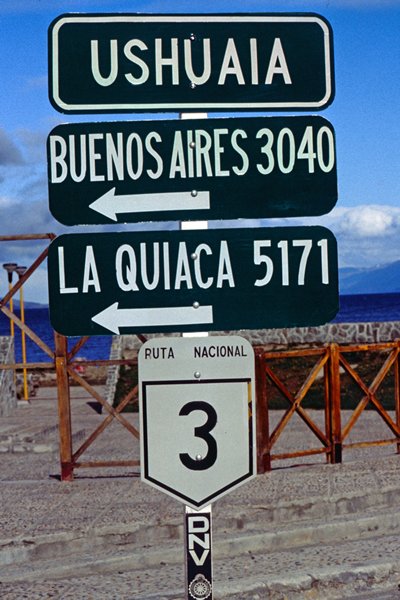 USHUAIA
BUENOS AIRES 3040
LA QUIACA 5171
RUTA NACIONAL
3
DNV